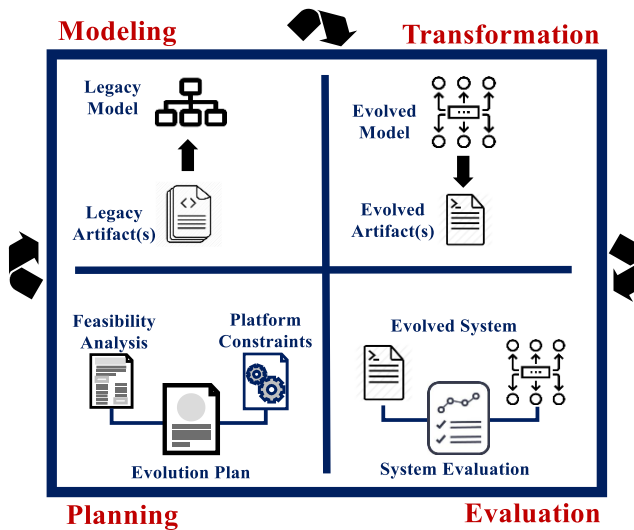 Modeling
Transformation
Legacy
Model
Evolved
Model
Legacy
Artifact(s)
Evolved
Artifact(s)
Feasibility
Analysis
Platform
Constraints
Evolution Plan
Evolved System
System Evaluation
Planning
Evaluation